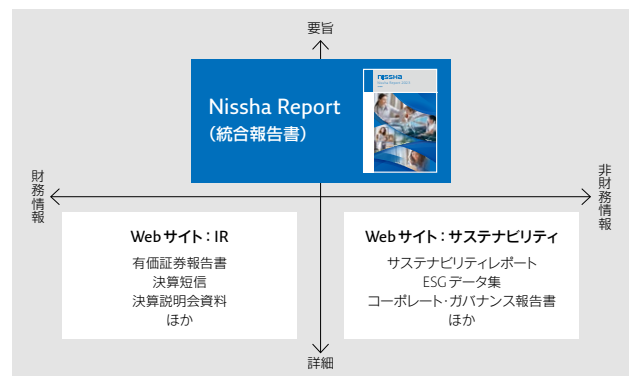 要旨
Nissha Report
（統合報告書）
nissha
財務情報
非財務情報
Webサイト：IR
有価証券報告書
決算短信
決算説明会資料
ほか
Webサイト：サステナビリティ
サステナビリティレポート
ESGデータ集
コーポレート・ガバナンス報告書
ほか
詳細